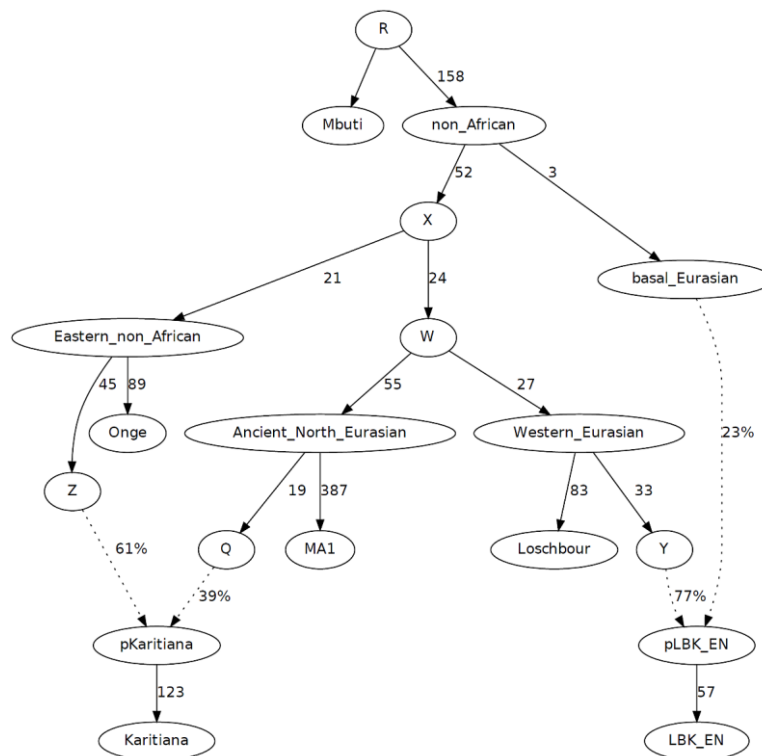 R
158
Mbuti
non_African
52
3
X
21
24
basal_Eurasian
Eastern_non_African
W
45
89
55
27
Onge
Ancient_North_Eurasian
Western_Eurasian
23%
Z
19
387
83
33
61%
Q
MA1
Loschbour
Y
39%
77%
pKaritiana
pLBK_EN
123
57
Karitiana
LBK_EN